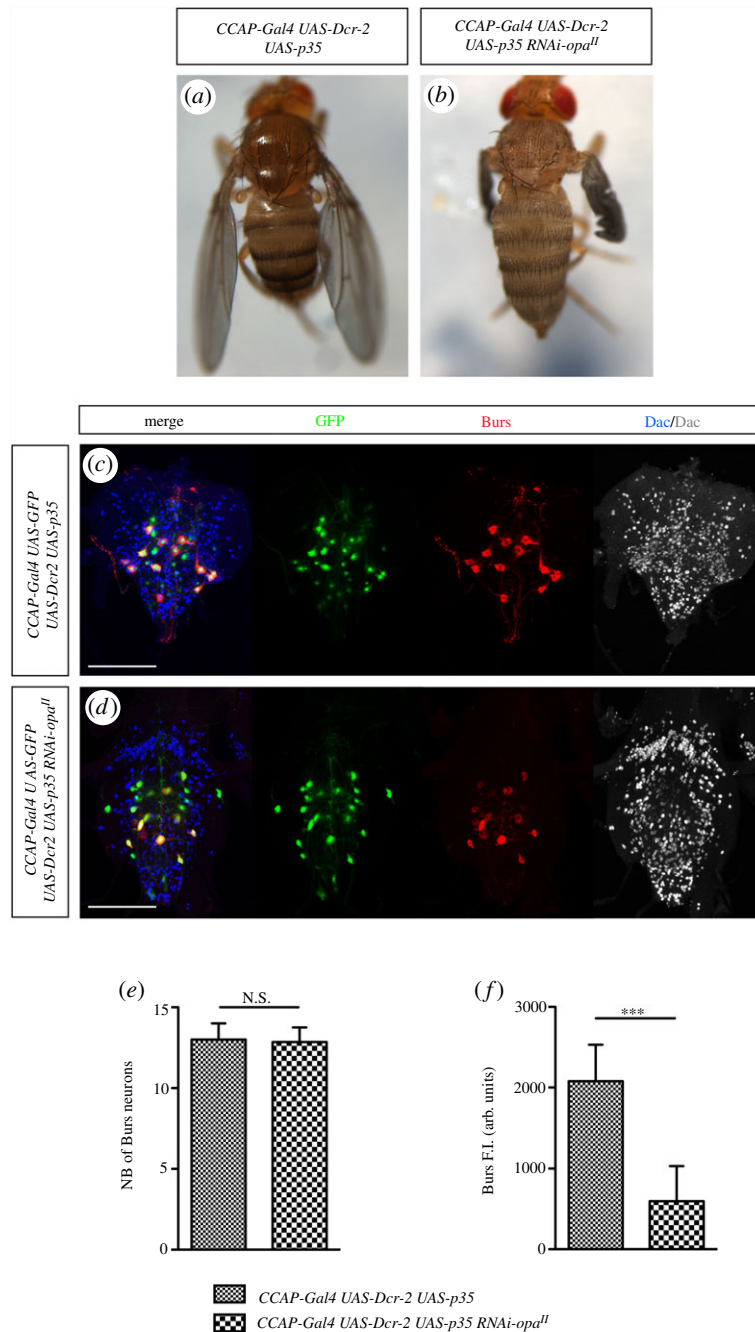 CCAP-Gal4 UAS-Dcr-2
UAS-p35
CCAP-Gal4 UAS-Dcr-2
UAS-p35 RNAi-opaII
(a)
(b)
merge
GFP
Burs
Dac/Dac
CCAP-Gal4 UAS-GFP
UAS-Dcr2 UAS-p35
(c)
CCAP-Gal4 U AS-GFP
UAS-Dcr2 UAS-p35 RNAi-opaII
(d)
(e)
N.S.
15
10
5
0
NB of Burs neurons
(f)
***
3000
2000
1000
0
Burs F.I. (arb. units)
CCAP-Gal4 UAS-Dcr-2 UAS-p35
CCAP-Gal4 UAS-Dcr-2 UAS-p35 RNAi-opaII